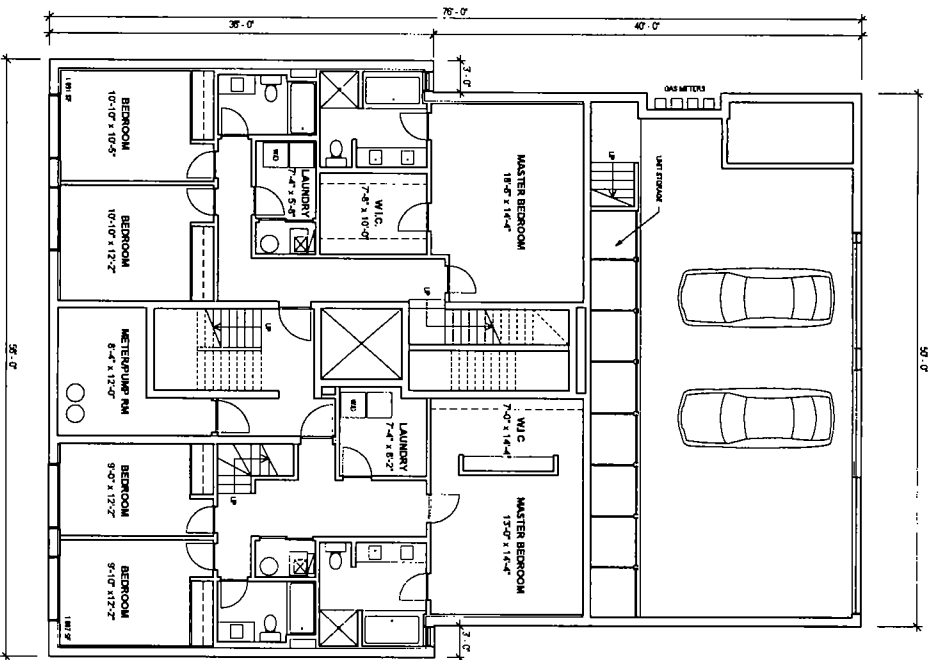 76'- 0"
36'- 0"
40'- 0"
3'- 0"
GAS METERS
BEDROOM
10'-10" x 10'-5"
LAUNDRY
7'-4" x 5'-8"
W/D
W.I.C.
7'-8" x 10'-0"
MASTER BEDROOM
18'-8" x 14'-4"
UP
UNIT STORAGE
BEDROOM
10'-10" x 12'-2"
UP
UP
METER/PUMP RM
8'-4" x 12'-0"
56'- 0"
50'- 0"
W/D
LAUNDRY
7'-4" x 8'-2"
W.I.C
7'-0" x 14'-4"
BEDROOM
9'-0" x 12'-2"
UP
MASTER BEDROOM
13'-0" x 14'-4"
BEDROOM
9'-10" x 12'-2"
3'- 0"